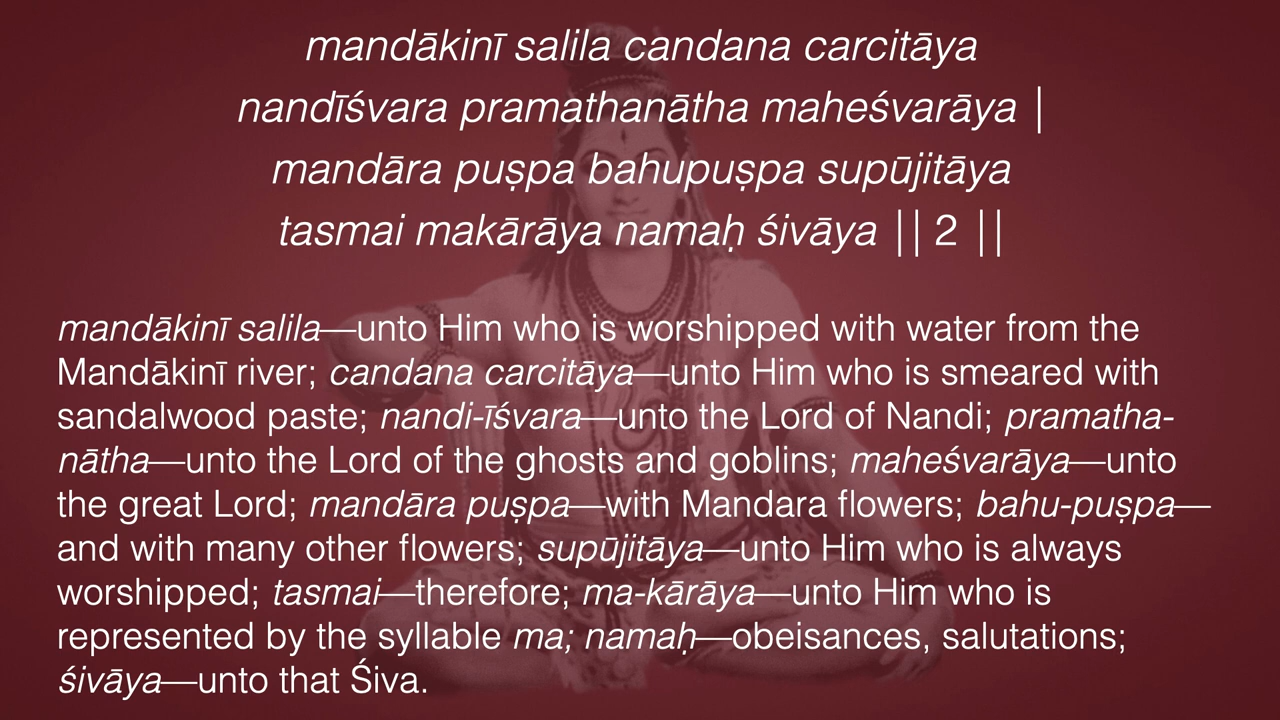 mandākinī salila candana carcitāya
nandīśvara pramathanātha maheśvarāya |
mandāra puṣpa bahupuṣpa supūjitāya
tasmai makārāya namaḥ śivāya || 2 ||
mandākinī salila—unto Him who is worshipped with water from the
Mandākinī river; candana carcitāya—unto Him who is smeared with
sandalwood paste; nandi-īśvara—unto the Lord of Nandi; pramatha-
nātha—unto the Lord of the ghosts and goblins; maheśvarāya—unto
the great Lord; mandāra puṣpa—with Mandara flowers; bahu-puṣpa—
and with many other flowers; supūjitāya—unto Him who is always
worshipped; tasmai—therefore; ma-kārāya—unto Him who is
represented by the syllable ma; namaḥ—obeisances, salutations;
śivāya—unto that Śiva.